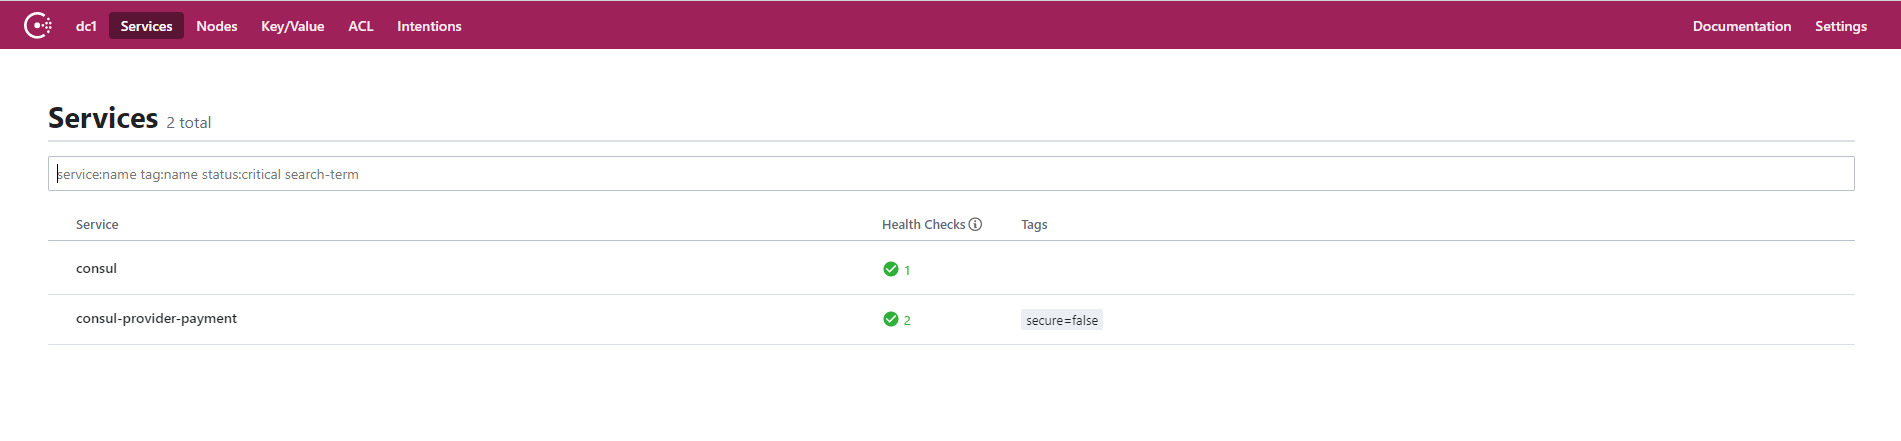 dc1 Services Nodes Key/Value ACL Intentions Documentation Settings
Services 2 total
service:name tag:name status:critical search-term
Service Health Checks Tags
consul 1
consul-provider-payment 2 secure=false